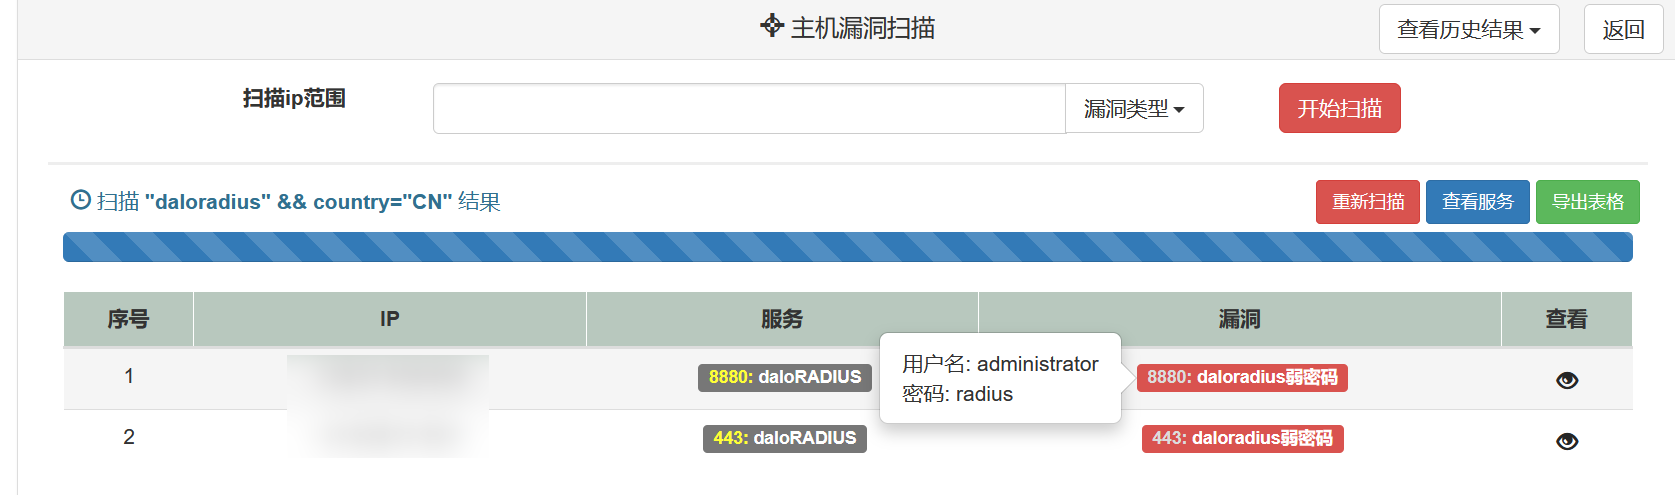 主机漏洞扫描
查看历史结果
返回
扫描ip范围
漏洞类型
开始扫描
扫描 "daloradius" && country="CN" 结果
重新扫描
查看服务
导出表格
序号 IP 服务 漏洞 查看
1 8880: daloRADIUS 8880: daloradius弱密码
用户名: administrator
密码: radius
2 443: daloRADIUS 443: daloradius弱密码